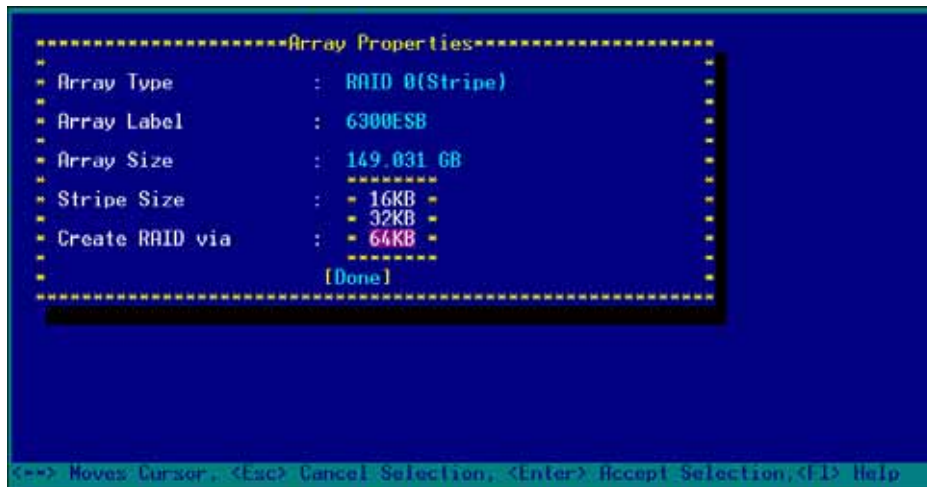 Array Properties
Array Type : RAID 0(Stripe)
Array Label : 6300ESB
Array Size : 149.031 GB
Stripe Size : 16KB
32KB
Create RAID via : 64KB
[Done]
<--> Moves Cursor, <Esc> Cancel Selection, <Enter> Accept Selection,<F1> Help